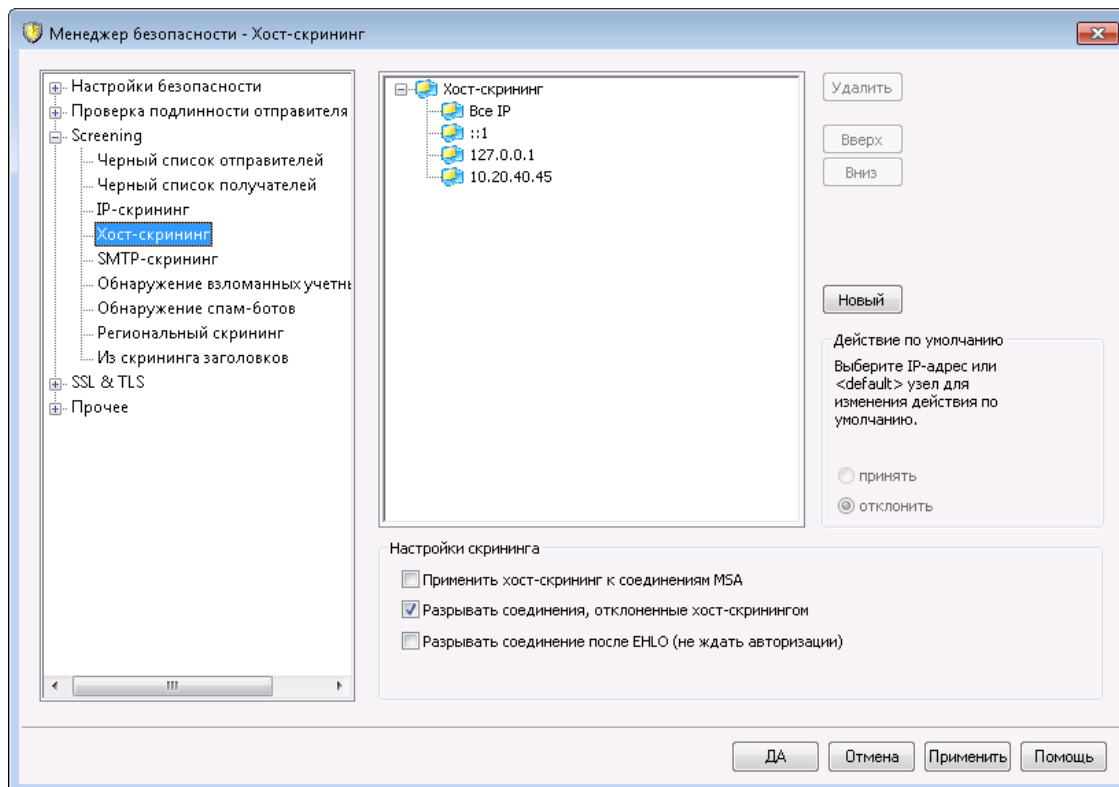 Менеджер безопасности - Хост-скрининг
Настройки безопасности
Проверка подлинности отправителя
Screening
Черный список отправителей
Черный список получателей
IP-скрининг
Хост-скрининг
SMTP-скрининг
Обнаружение взломанных учетнь
Обнаружение спам-ботов
Региональный скрининг
Из скрининга заголовков
SSL & TLS
Прочее
Хост-скрининг
Все IP
::1
127.0.0.1
10.20.40.45
Удалить
Вверх
Вниз
Новый
Действие по умолчанию
Выберите IP-адрес или
<default> узел для
изменения действия по
умолчанию.
принять
отклонить
Настройки скрининга
Применить хост-скрининг к соединениям MSA
Разрывать соединения, отклоненные хост-скринингом
Разрывать соединение после EHLO (не ждать авторизации)
ДА
Отмена
Применить
Помощь